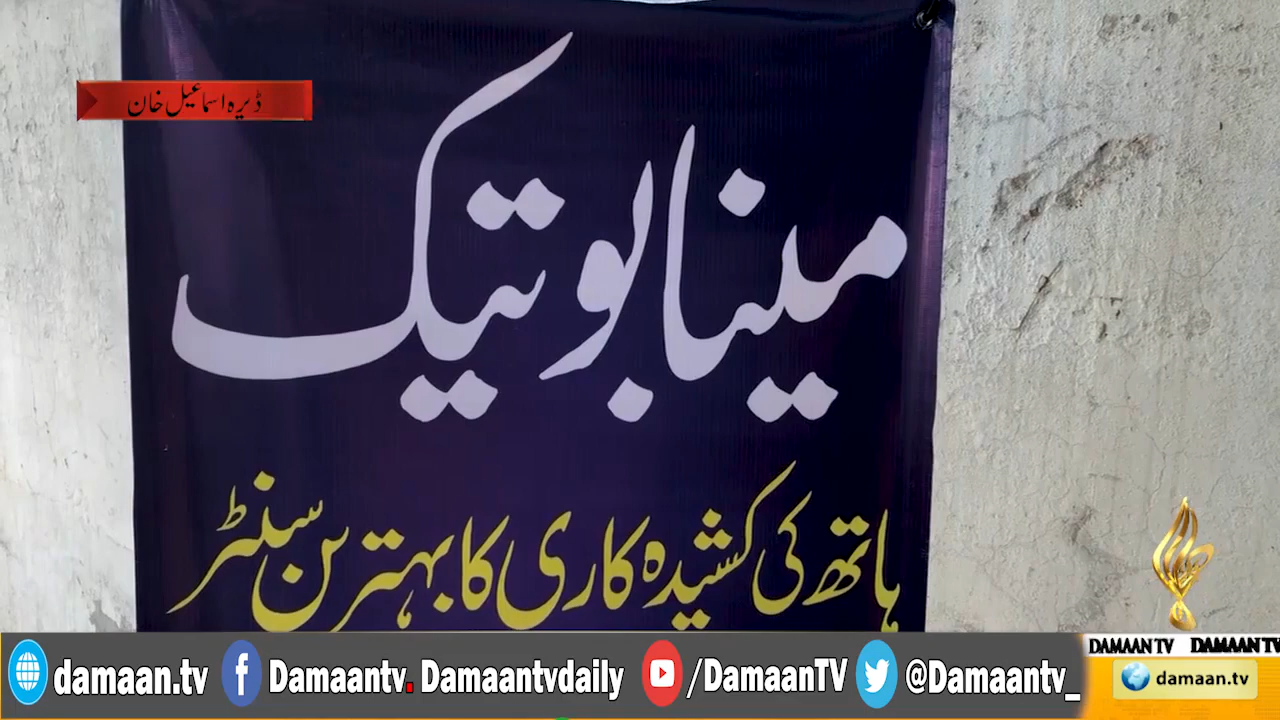 ڈیرہ اسماعیل خان
مینا بوتیک
ہاتھ کی کشیدہ کاری کا بہترین سنٹر
damaan.tv Damaantv. Damaantvdaily /DamaanTV @Damaantv_
DAMAAN TV DAMAAN TV
damaan.tv